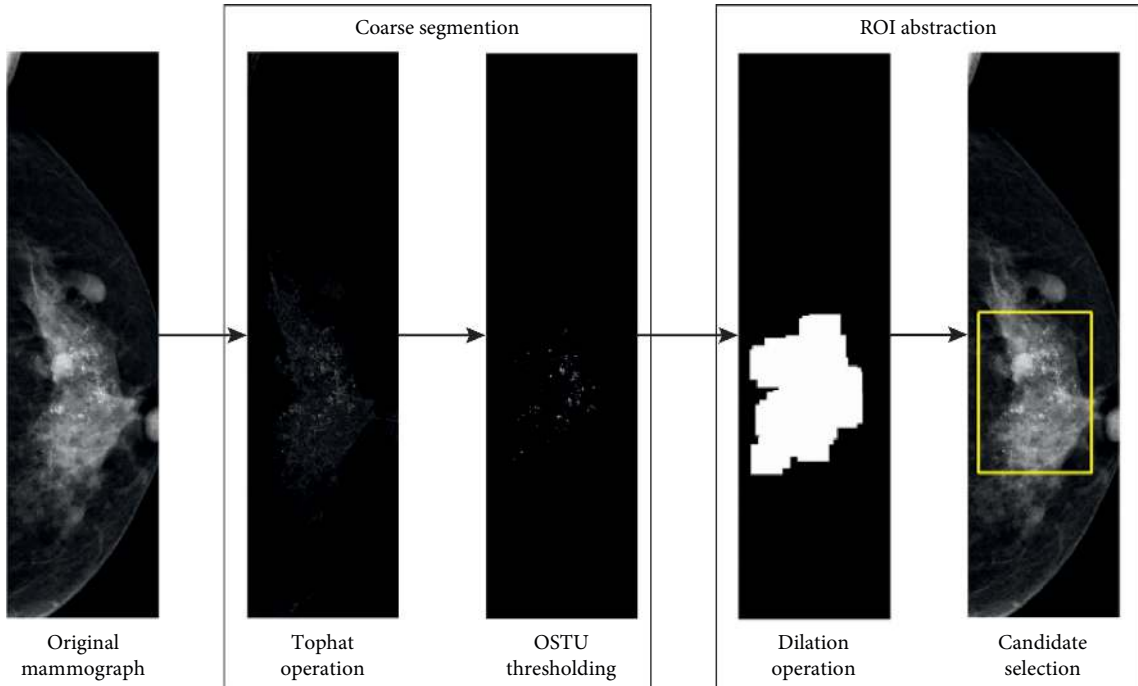 Coarse segmention
ROI abstraction
Original
mammograph
Tophat
operation
OSTU
thresholding
Dilation
operation
Candidate
selection